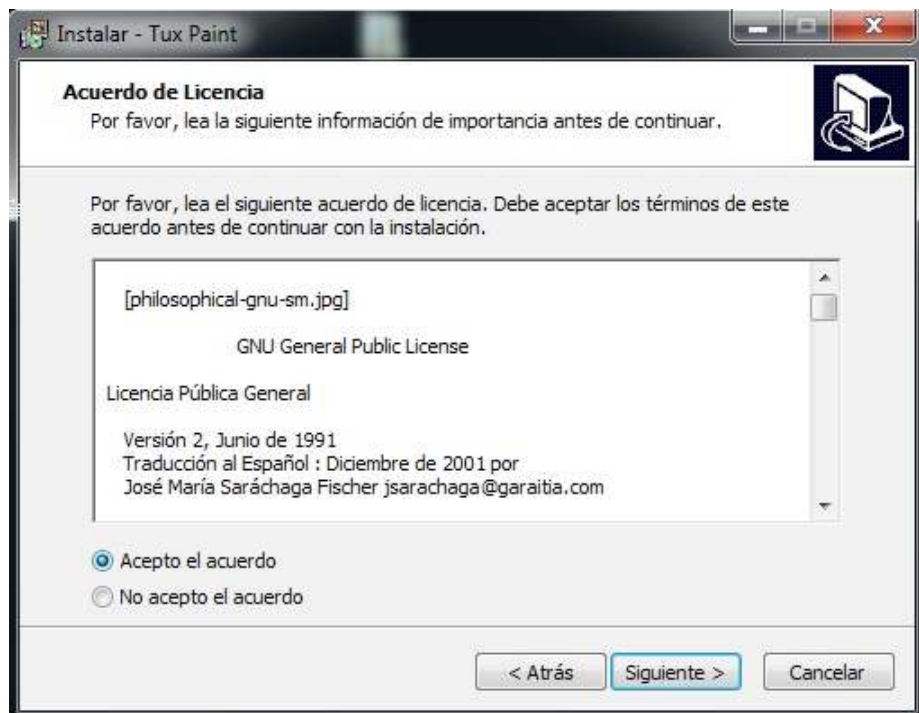 Instalar - Tux Paint
Acuerdo de Licencia
Por favor, lea la siguiente información de importancia antes de continuar.
Por favor, lea el siguiente acuerdo de licencia. Debe aceptar los términos de este
acuerdo antes de continuar con la instalación.
[philosophical-gnu-sm.jpg]
GNU General Public License
Licencia Pública General
Versión 2, Junio de 1991
Traducción al Español : Diciembre de 2001 por
José María Saráchaga Fischer jsarachaga@garaitia.com
Acepto el acuerdo
No acepto el acuerdo
< Atrás Siguiente > Cancelar